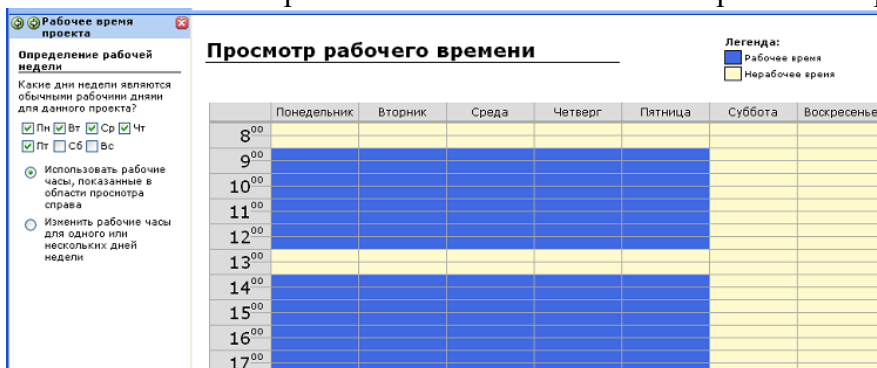 Рабочее время
проекта
Определение рабочей
недели
Какие дни недели являются
обычными рабочими днями
для данного проекта?
Пн Вт Ср Чт
Пт Сб Вс
Использовать рабочие
часы, показанные в
области просмотра
справа
Изменить рабочие часы
для одного или
нескольких дней
недели
Просмотр рабочего времени
Легенда:
Рабочее время
Нерабочее время
Понедельник Вторник Среда Четверг Пятница Суббота Воскресенье
8⁰⁰
9⁰⁰
10⁰⁰
11⁰⁰
12⁰⁰
13⁰⁰
14⁰⁰
15⁰⁰
16⁰⁰
17⁰⁰